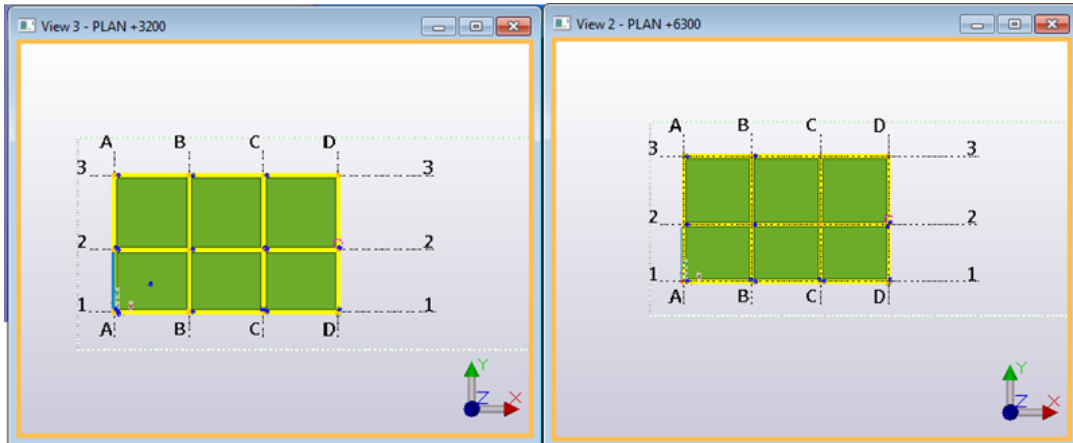 View 3 - PLAN +3200
A B C D
3 3
2 2
1 1
A B C D
Y
Z X
View 2 - PLAN +6300
A B C D
3 3
2 2
1 1
A B C D
Y
Z X